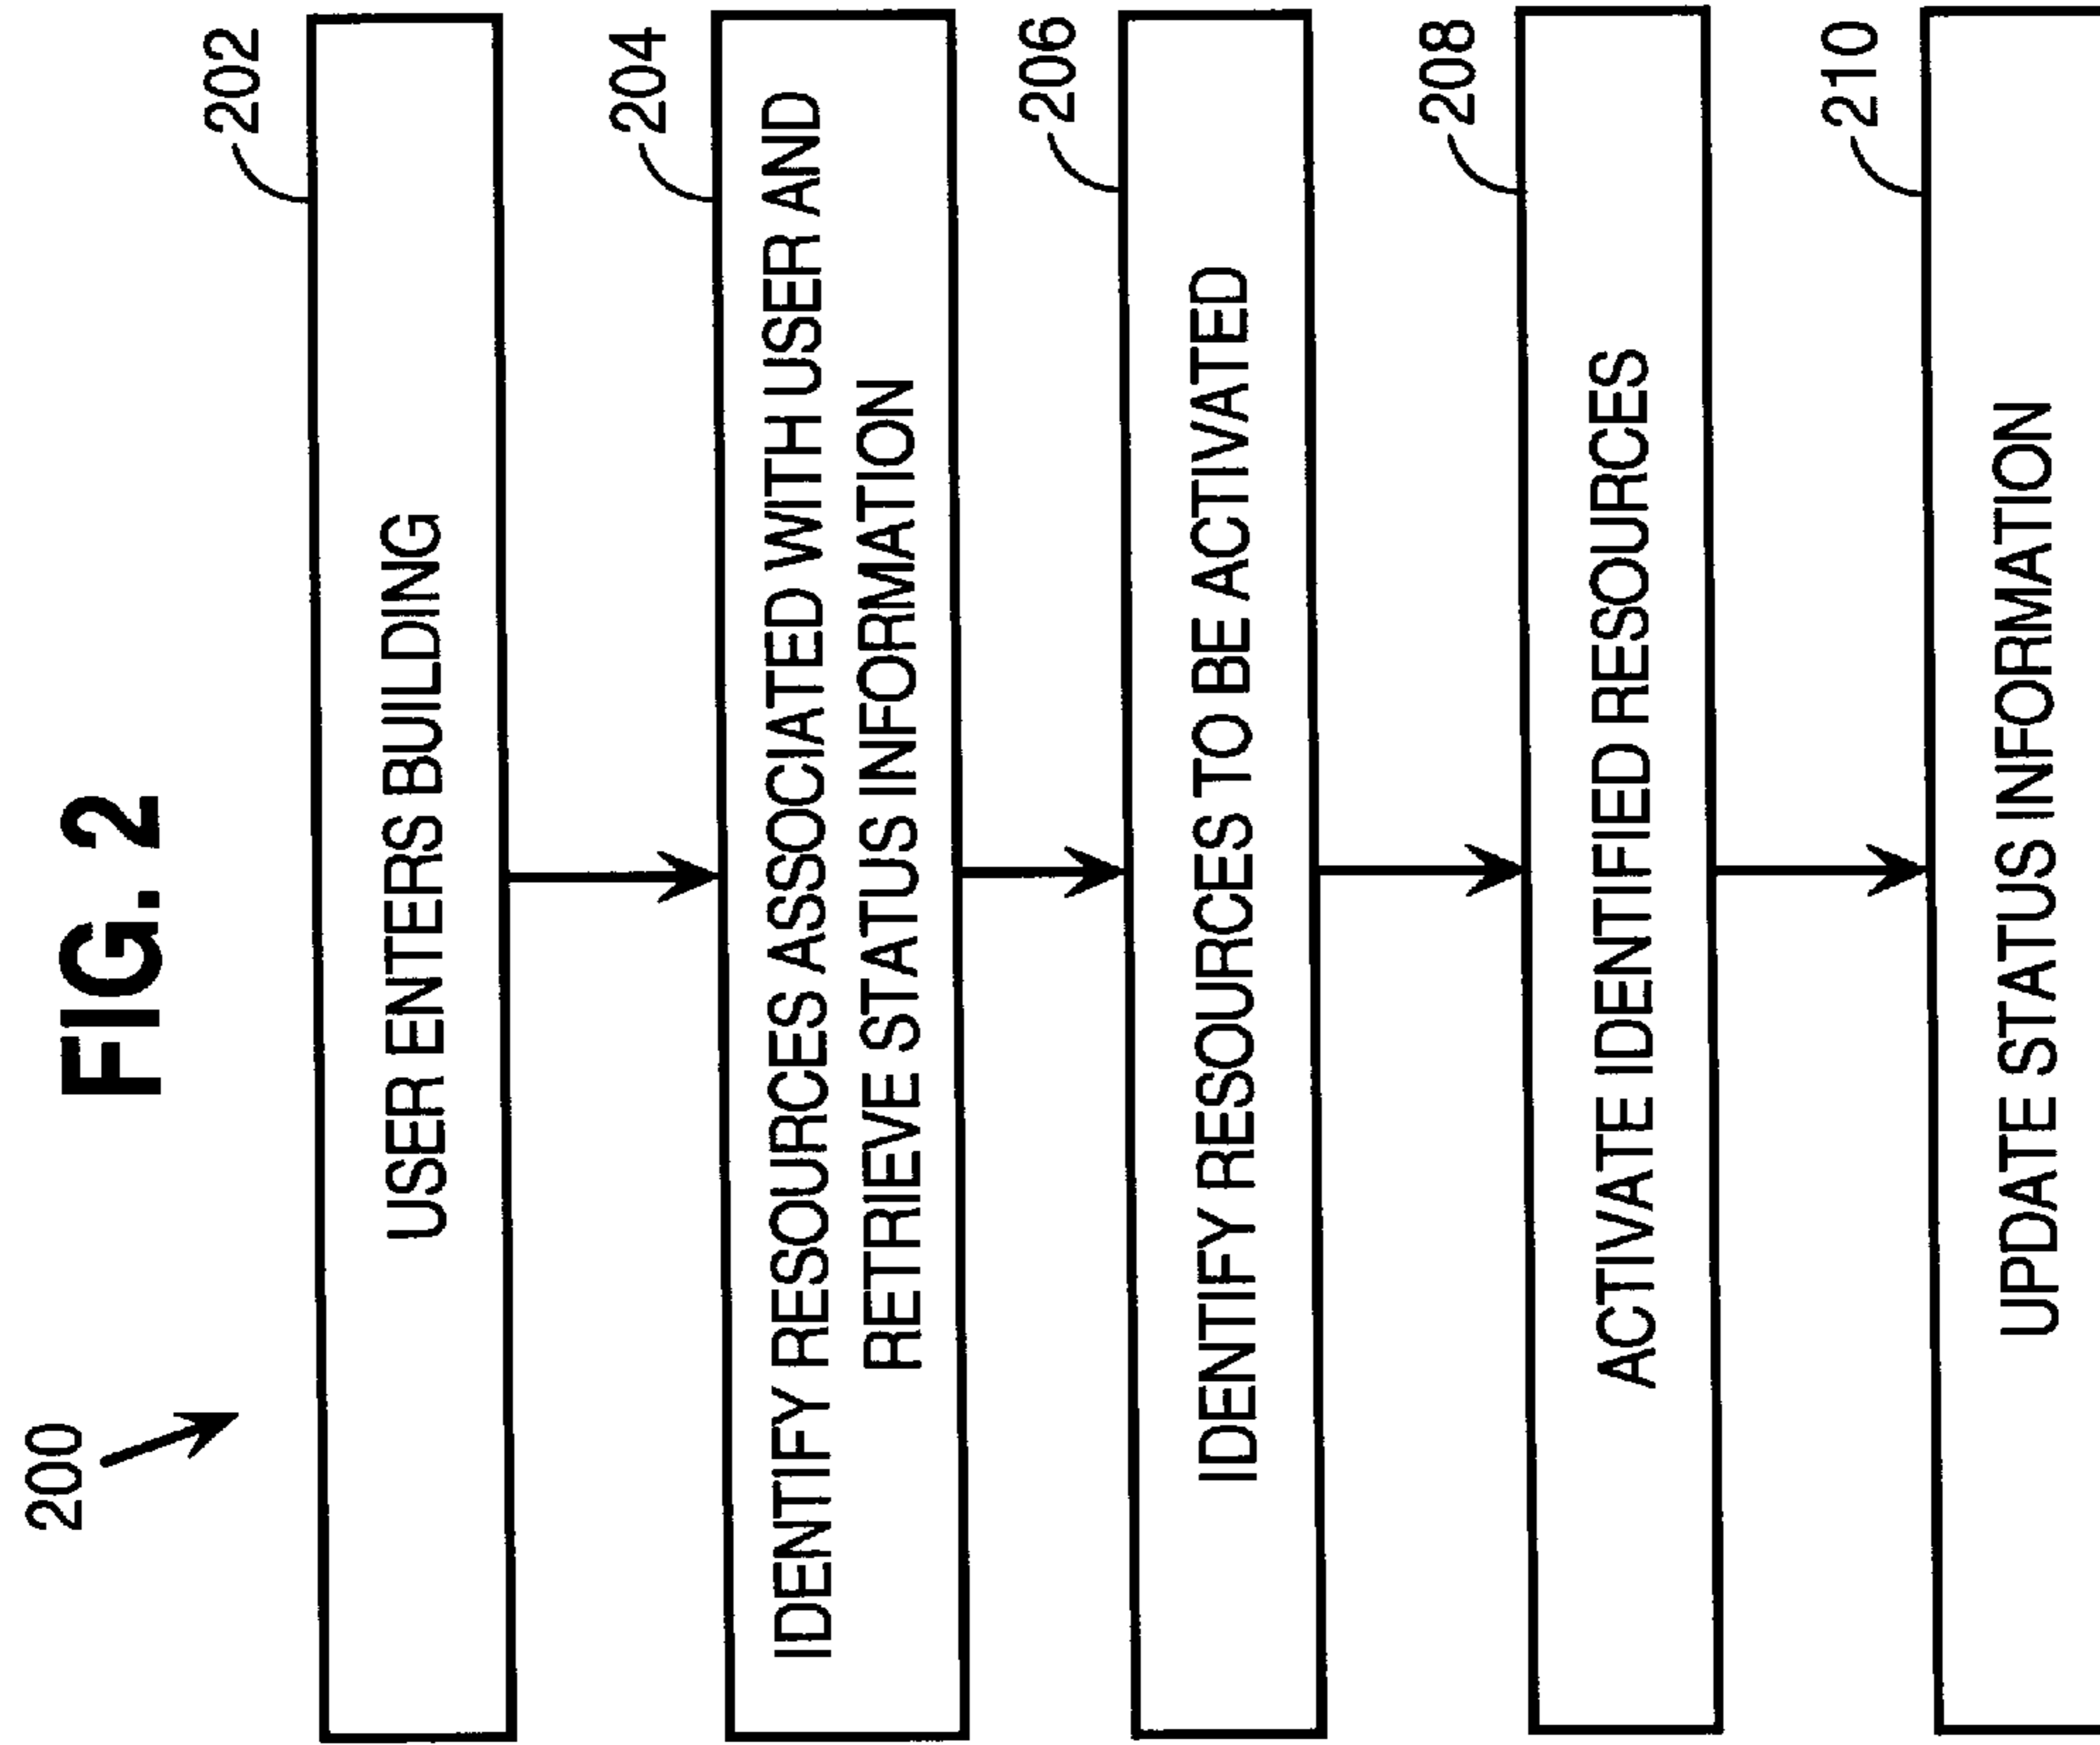 FIG. 2
200
202
USER ENTERS BUILDING
204
IDENTIFY RESOURCES ASSOCIATED WITH USER AND
RETRIEVE STATUS INFORMATION
206
IDENTIFY RESOURCES TO BE ACTIVATED
208
ACTIVATE IDENTIFIED RESOURCES
210
UPDATE STATUS INFORMATION